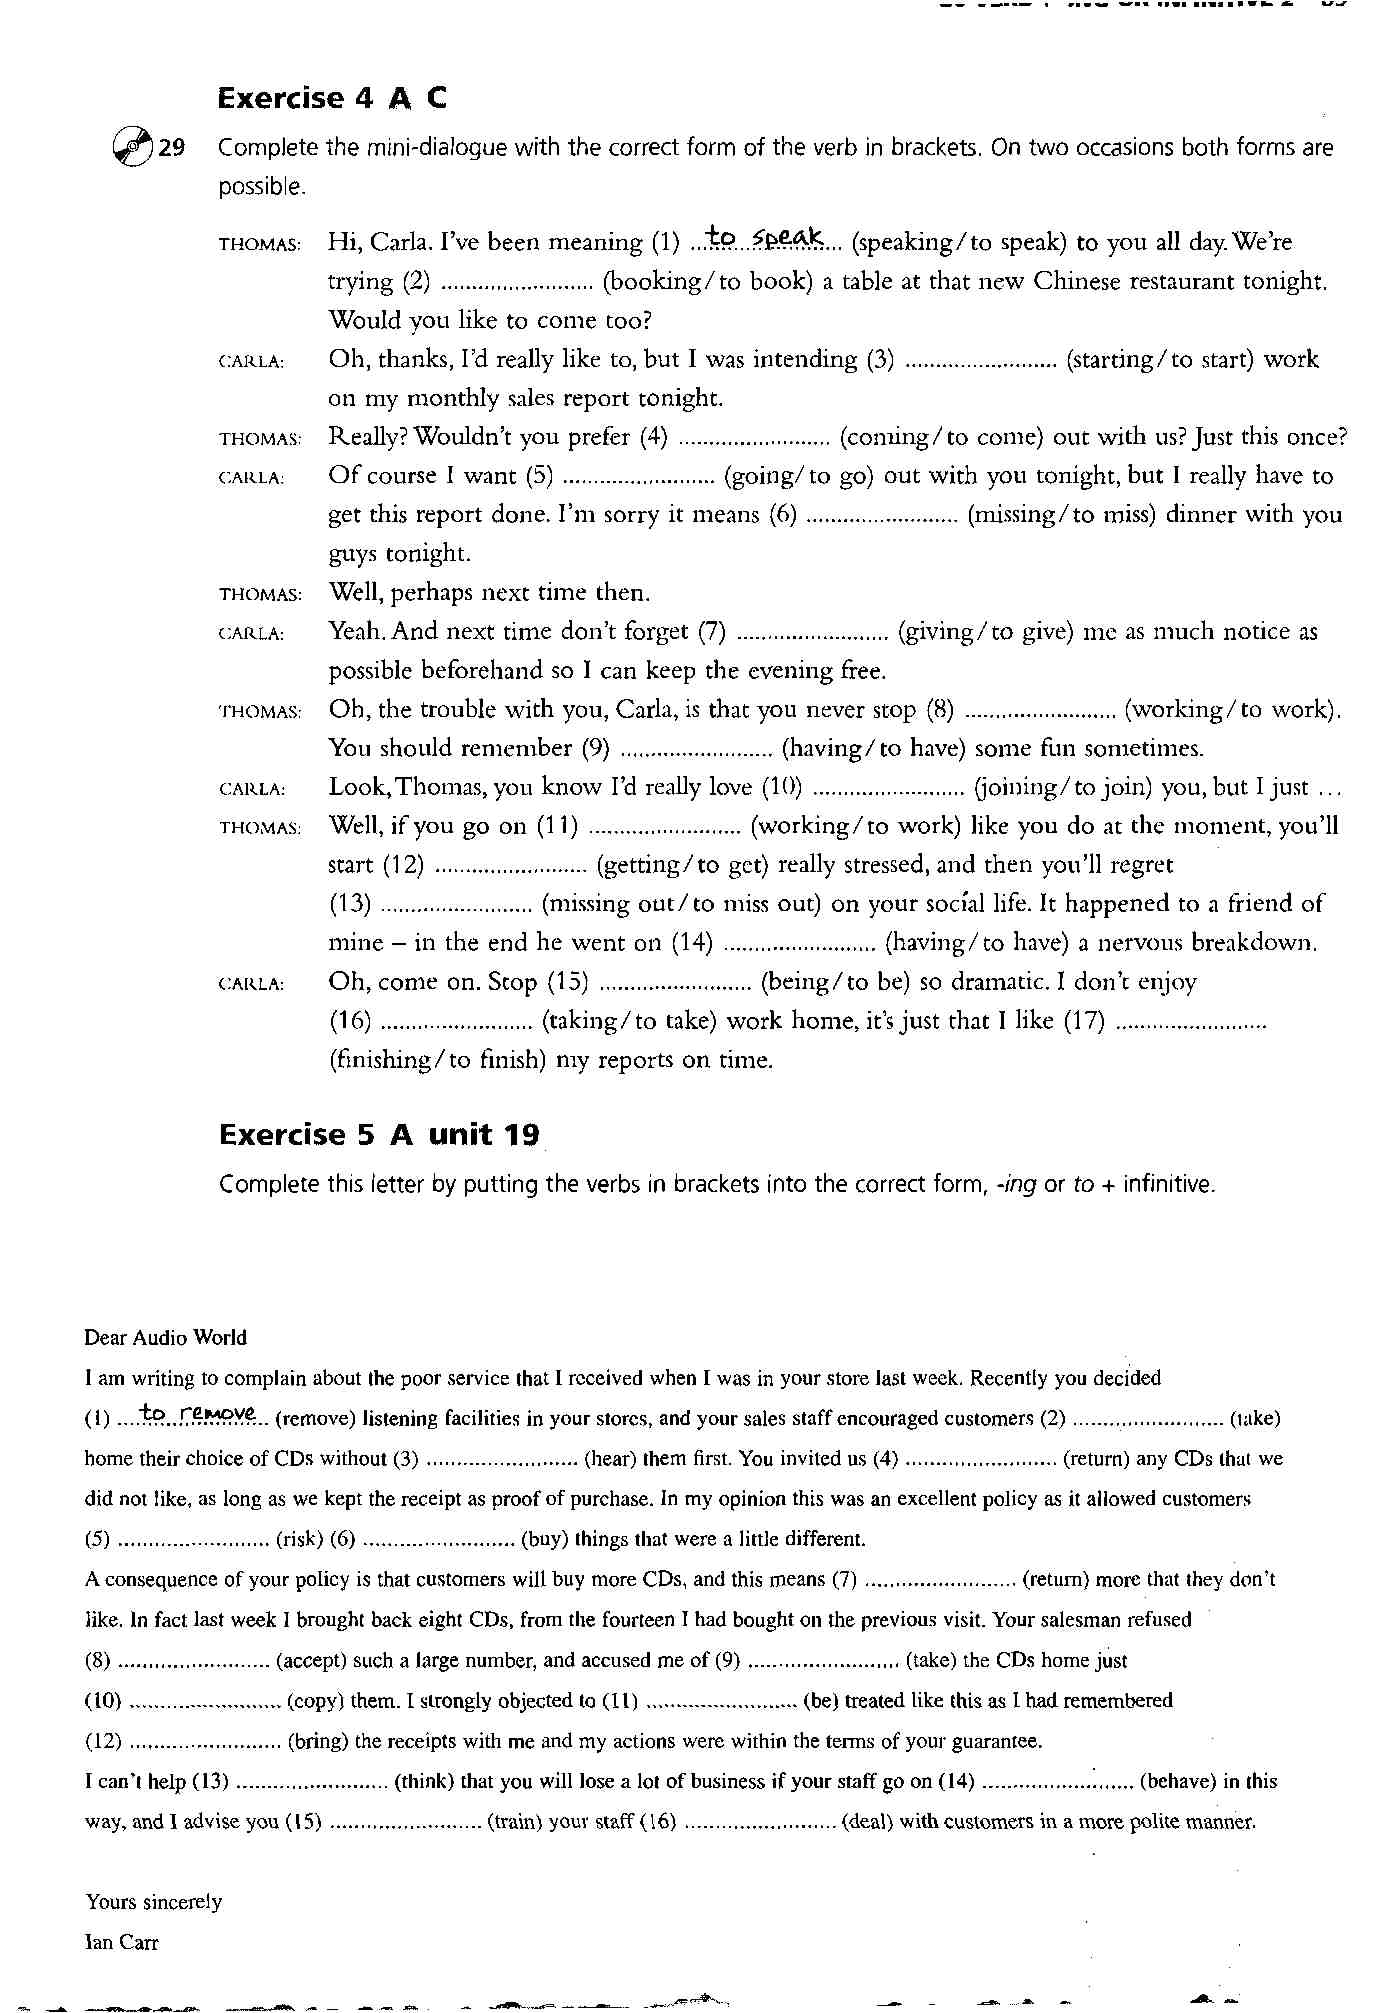 Exercise 4 A C
29 Complete the mini-dialogue with the correct form of the verb in brackets. On two occasions both forms are
possible.
THOMAS: Hi, Carla. I've been meaning (1) ...to speak... (speaking/to speak) to you all day. We're
trying (2) ......................... (booking/to book) a table at that new Chinese restaurant tonight.
Would you like to come too?
CARLA: Oh, thanks, I'd really like to, but I was intending (3) ......................... (starting/to start) work
on my monthly sales report tonight.
THOMAS: Really? Wouldn't you prefer (4) ......................... (coming/to come) out with us? Just this once?
CARLA: Of course I want (5) ......................... (going/to go) out with you tonight, but I really have to
get this report done. I'm sorry it means (6) ......................... (missing/to miss) dinner with you
guys tonight.
THOMAS: Well, perhaps next time then.
CARLA: Yeah. And next time don't forget (7) ......................... (giving/to give) me as much notice as
possible beforehand so I can keep the evening free.
THOMAS: Oh, the trouble with you, Carla, is that you never stop (8) ......................... (working/to work).
You should remember (9) ......................... (having/to have) some fun sometimes.
CARLA: Look, Thomas, you know I'd really love (10) ......................... (joining/to join) you, but I just ...
THOMAS: Well, if you go on (11) ......................... (working/to work) like you do at the moment, you'll
start (12) ......................... (getting/to get) really stressed, and then you'll regret
(13) ......................... (missing out/to miss out) on your social life. It happened to a friend of
mine – in the end he went on (14) ......................... (having/to have) a nervous breakdown.
CARLA: Oh, come on. Stop (15) ......................... (being/to be) so dramatic. I don't enjoy
(16) ......................... (taking/to take) work home, it's just that I like (17) .........................
(finishing/to finish) my reports on time.
Exercise 5 A unit 19
Complete this letter by putting the verbs in brackets into the correct form, -ing or to + infinitive.
Dear Audio World
I am writing to complain about the poor service that I received when I was in your store last week. Recently you decided
(1) ....to remove.. (remove) listening facilities in your stores, and your sales staff encouraged customers (2) ......................... (take)
home their choice of CDs without (3) ......................... (hear) them first. You invited us (4) ......................... (return) any CDs that we
did not like, as long as we kept the receipt as proof of purchase. In my opinion this was an excellent policy as it allowed customers
(5) ......................... (risk) (6) ......................... (buy) things that were a little different.
A consequence of your policy is that customers will buy more CDs, and this means (7) ......................... (return) more that they don't
like. In fact last week I brought back eight CDs, from the fourteen I had bought on the previous visit. Your salesman refused
(8) ......................... (accept) such a large number, and accused me of (9) ......................... (take) the CDs home just
(10) ......................... (copy) them. I strongly objected to (11) ......................... (be) treated like this as I had remembered
(12) ......................... (bring) the receipts with me and my actions were within the terms of your guarantee.
I can't help (13) ......................... (think) that you will lose a lot of business if your staff go on (14) ......................... (behave) in this
way, and I advise you (15) ......................... (train) your staff (16) ......................... (deal) with customers in a more polite manner.
Yours sincerely
Ian Carr